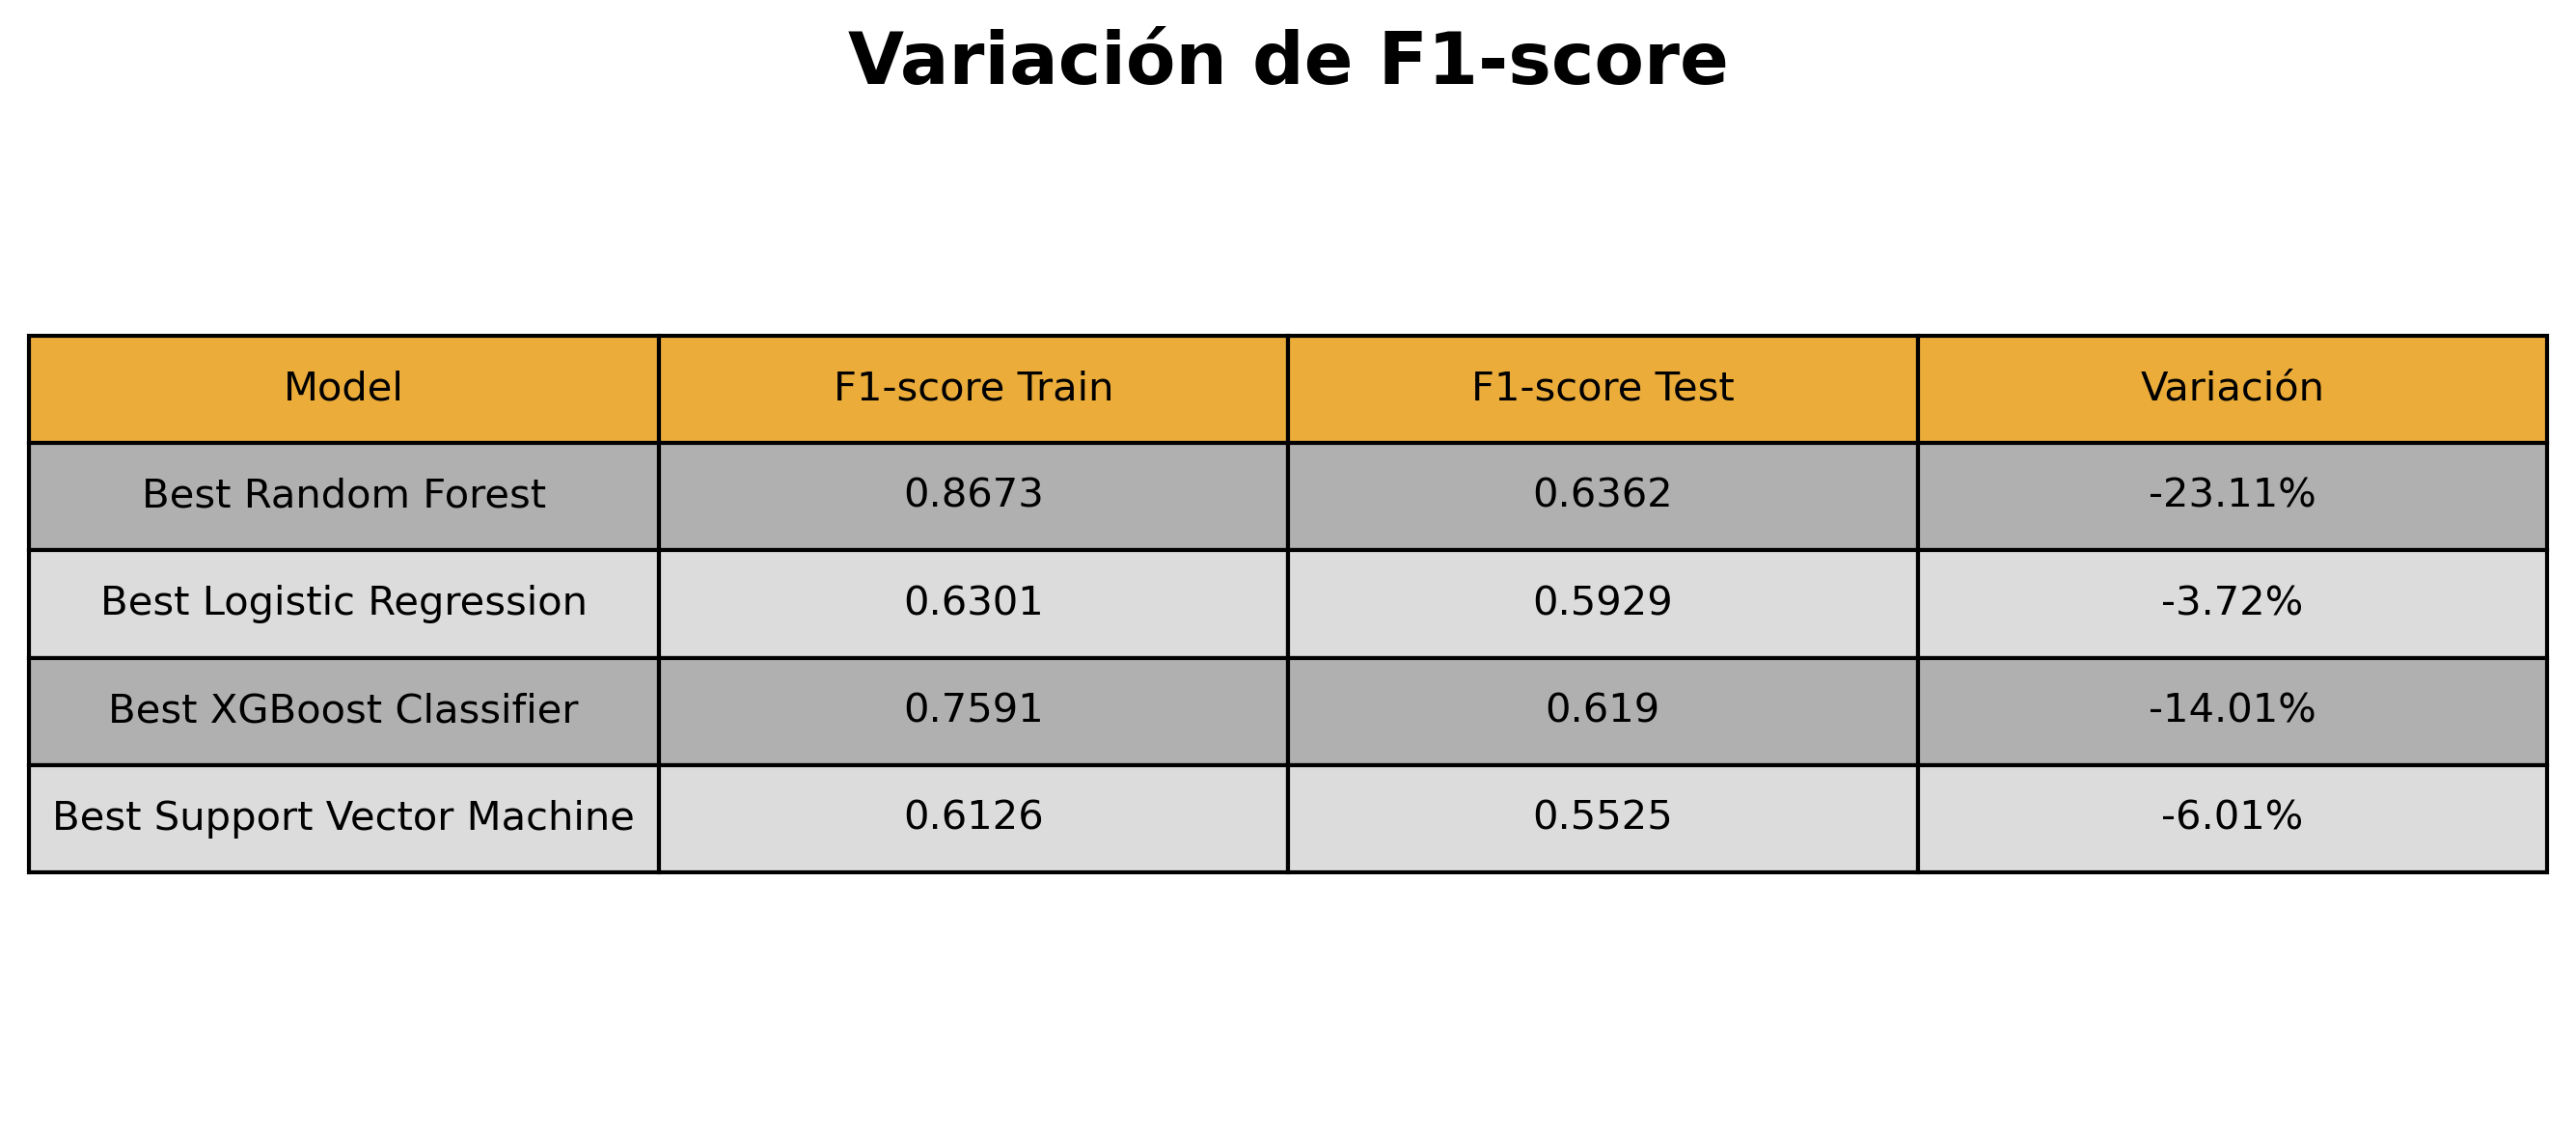 Variación de F1-score
Model F1-score Train F1-score Test Variación
Best Random Forest 0.8673 0.6362 -23.11%
Best Logistic Regression 0.6301 0.5929 -3.72%
Best XGBoost Classifier 0.7591 0.619 -14.01%
Best Support Vector Machine 0.6126 0.5525 -6.01%